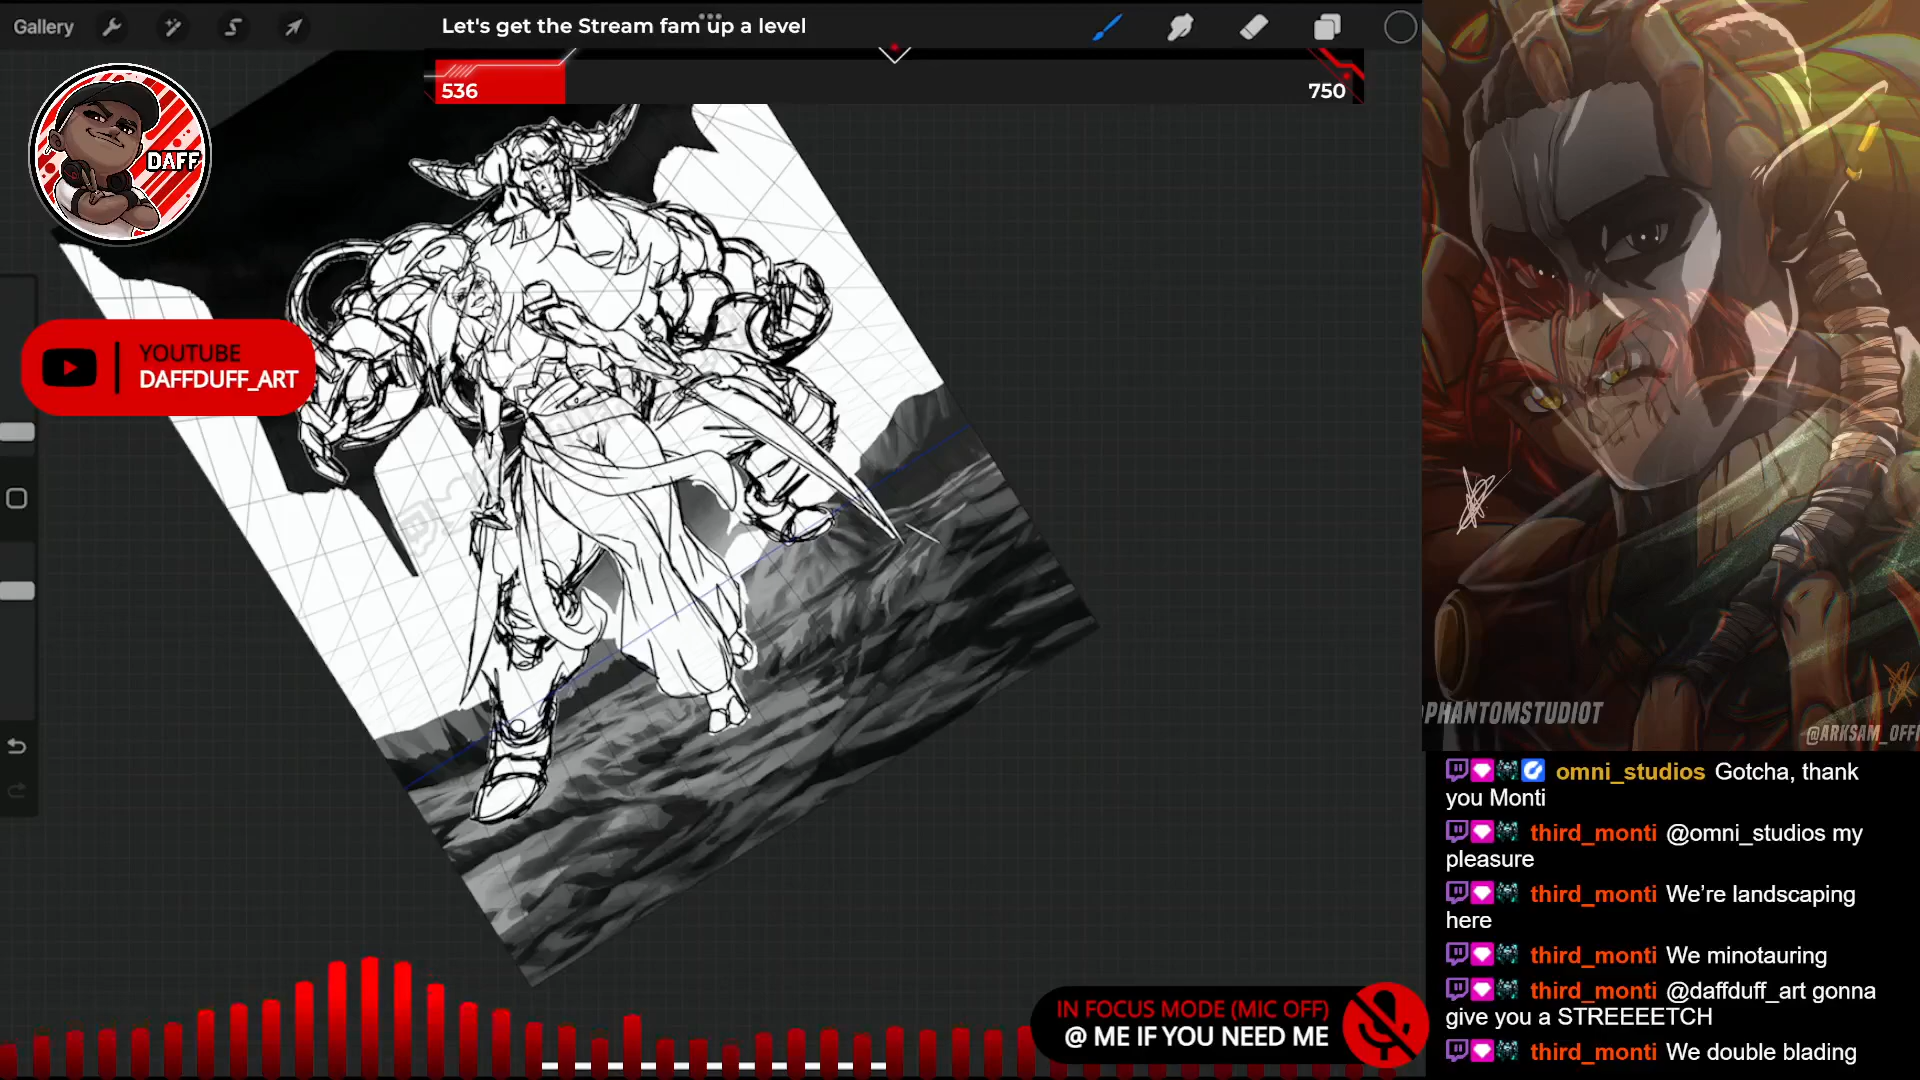 Gallery
Let's get the Stream fam up a level
536
750
DAFF
YOUTUBE
DAFFDUFF_ART
PHANTOMSTUDIOT
@ARKSAM_OFFI
omni_studios Gotcha, thank
you Monti
third_monti @omni_studios my
pleasure
third_monti We're landscaping
here
third_monti We minotauring
third_monti @daffduff_art gonna
give you a STREEEETCH
third_monti We double blading
IN FOCUS MODE (MIC OFF)
@ ME IF YOU NEED ME